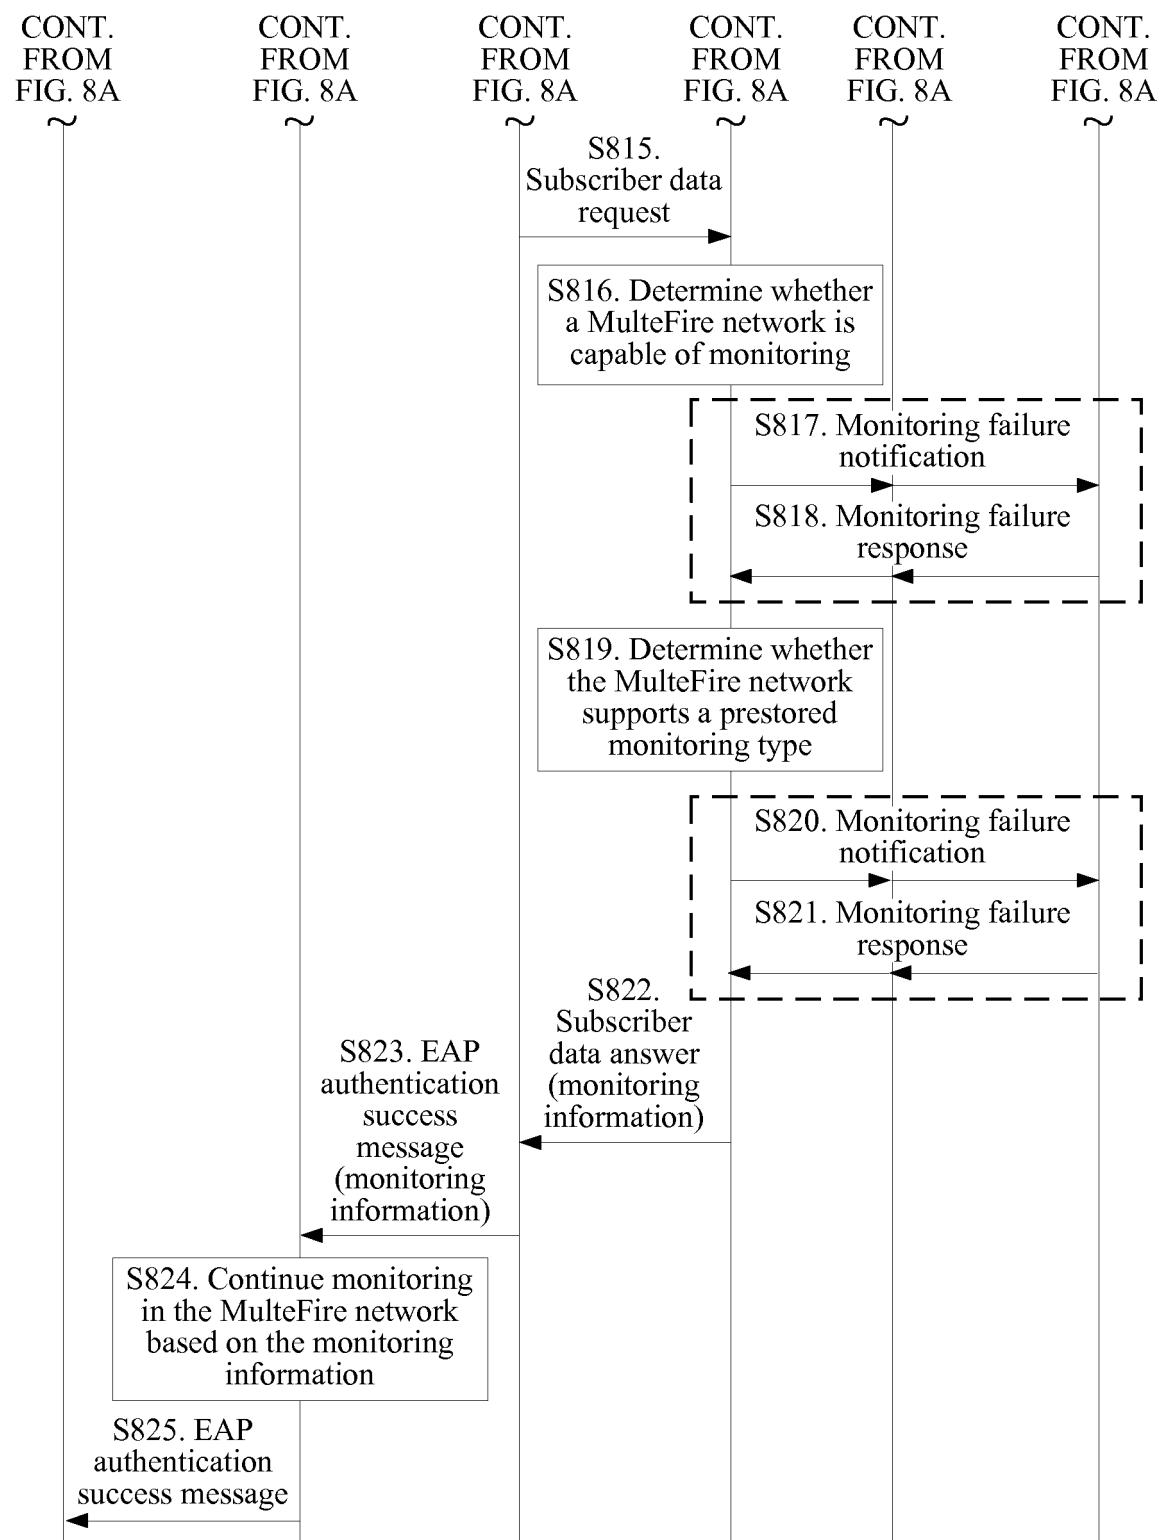 CONT. FROM FIG. 8A
CONT. FROM FIG. 8A
CONT. FROM FIG. 8A
CONT. FROM FIG. 8A
CONT. FROM FIG. 8A
CONT. FROM FIG. 8A
S815.
Subscriber data
request
S816. Determine whether
a MulteFire network is
capable of monitoring
S817. Monitoring failure
notification
S818. Monitoring failure
response
S819. Determine whether
the MulteFire network
supports a prestored
monitoring type
S820. Monitoring failure
notification
S821. Monitoring failure
response
S822.
Subscriber
data answer
(monitoring
information)
S823. EAP
authentication
success
message
(monitoring
information)
S824. Continue monitoring
in the MulteFire network
based on the monitoring
information
S825. EAP
authentication
success message